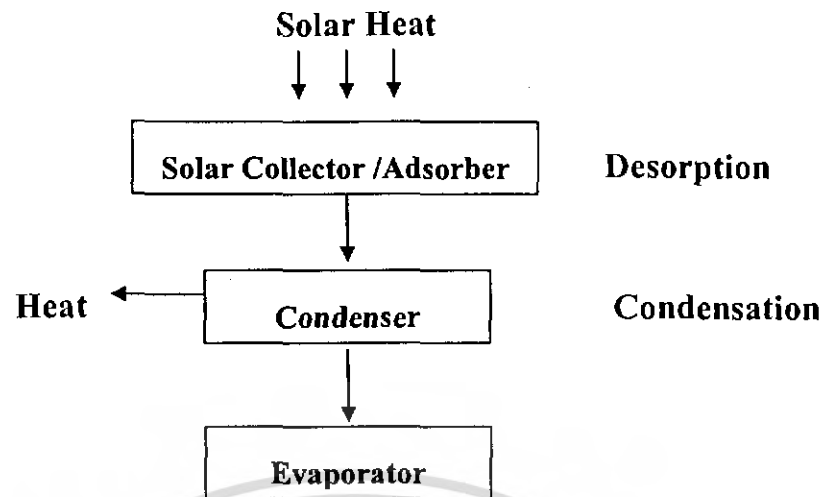 Solar Heat
Solar Collector /Adsorber
Desorption
Heat
Condenser
Condensation
Evaporator